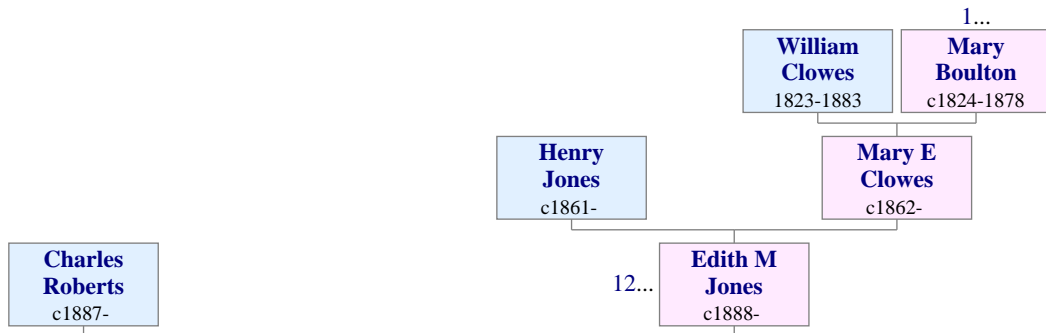 1...
William
Clowes
1823-1883
Mary
Boulton
c1824-1878
Henry
Jones
c1861-
Mary E
Clowes
c1862-
Charles
Roberts
c1887-
12...
Edith M
Jones
c1888-